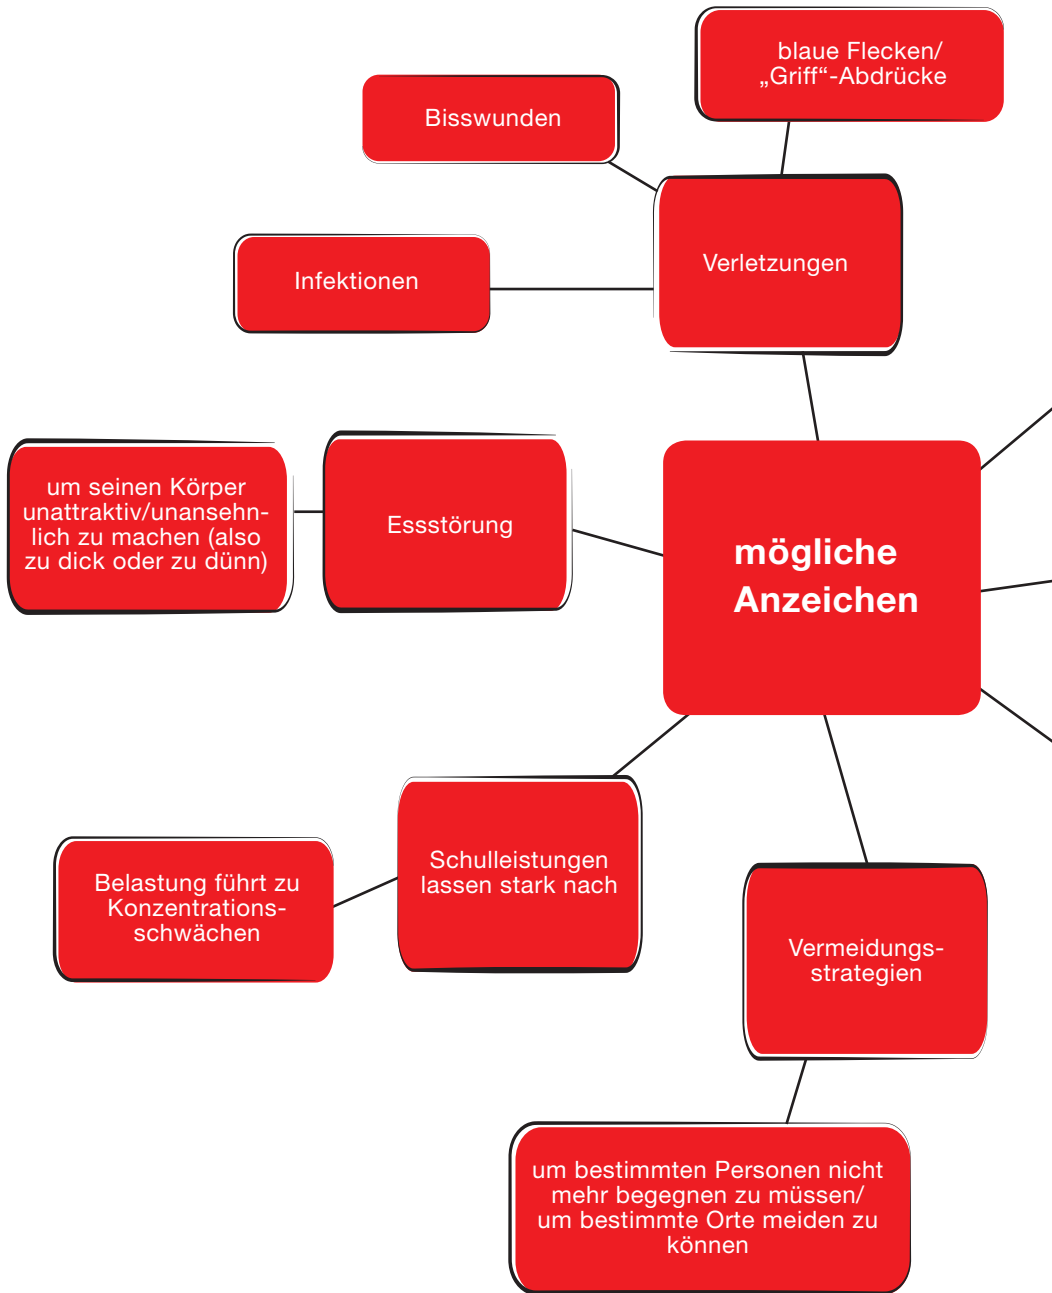 blaue Flecken/
„Griff“-Abdrücke
Bisswunden
Verletzungen
Infektionen
um seinen Körper
unattraktiv/unansehn-
lich zu machen (also
zu dick oder zu dünn)
Essstörung
mögliche
Anzeichen
Schulleistungen
lassen stark nach
Belastung führt zu
Konzentrations-
schwächen
Vermeidungs-
strategien
um bestimmten Personen nicht
mehr begegnen zu müssen/
um bestimmte Orte meiden zu
können